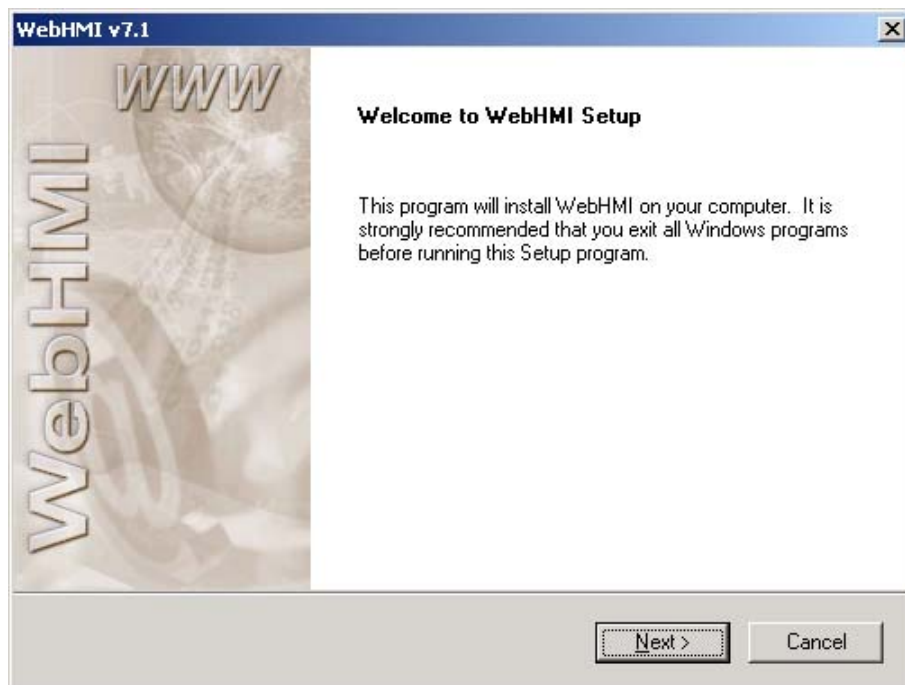 WebHMI v7.1
WWW
WebHMI
Welcome to WebHMI Setup
This program will install WebHMI on your computer.  It is
strongly recommended that you exit all Windows programs
before running this Setup program.
Next >
Cancel